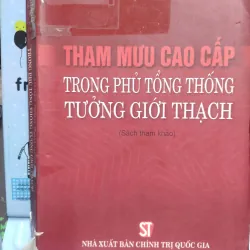 fr
THAM MƯU CAO CẤP
TRONG PHỦ TỔNG THỐNG
TƯỞNG GIỚI THẠCH
(Sách tham khảo)
ST
NHÀ XUẤT BẢN CHÍNH TRỊ QUỐC GIA